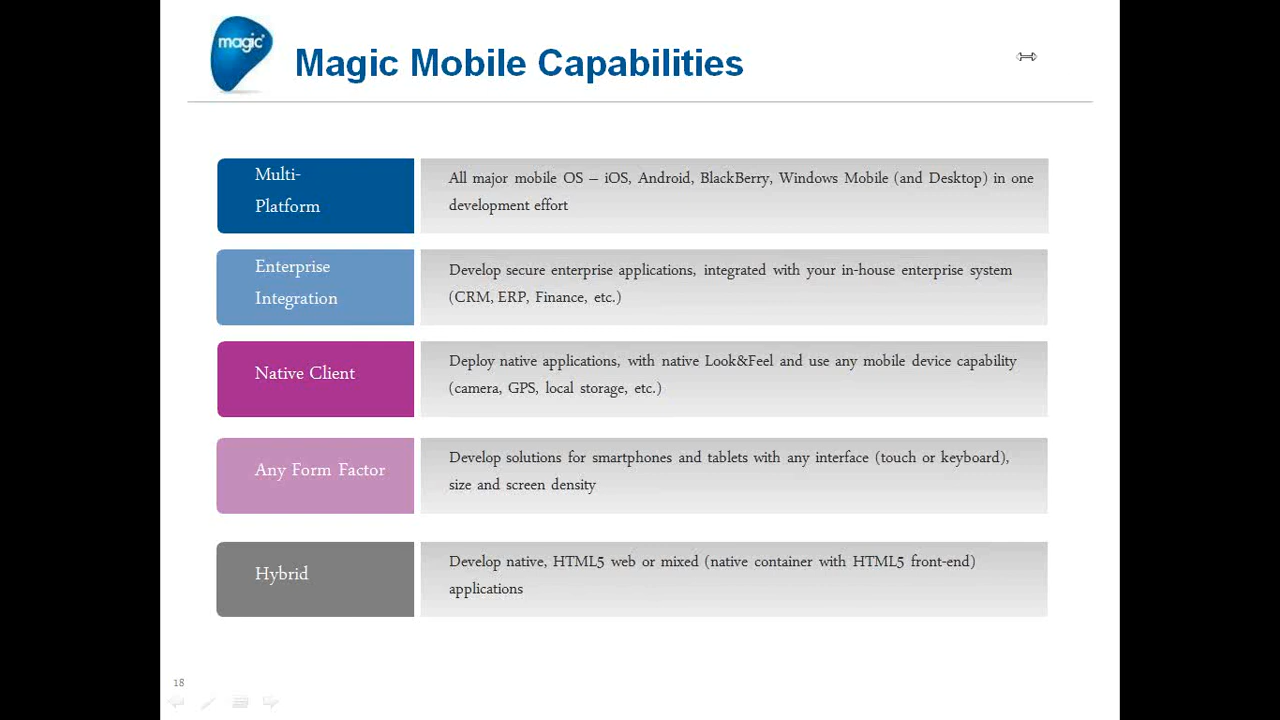 magic
Magic Mobile Capabilities
Multi-
Platform
All major mobile OS – iOS, Android, BlackBerry, Windows Mobile (and Desktop) in one
development effort
Enterprise
Integration
Develop secure enterprise applications, integrated with your in-house enterprise system
(CRM, ERP, Finance, etc.)
Native Client
Deploy native applications, with native Look&Feel and use any mobile device capability
(camera, GPS, local storage, etc.)
Any Form Factor
Develop solutions for smartphones and tablets with any interface (touch or keyboard),
size and screen density
Hybrid
Develop native, HTML5 web or mixed (native container with HTML5 front-end)
applications
18